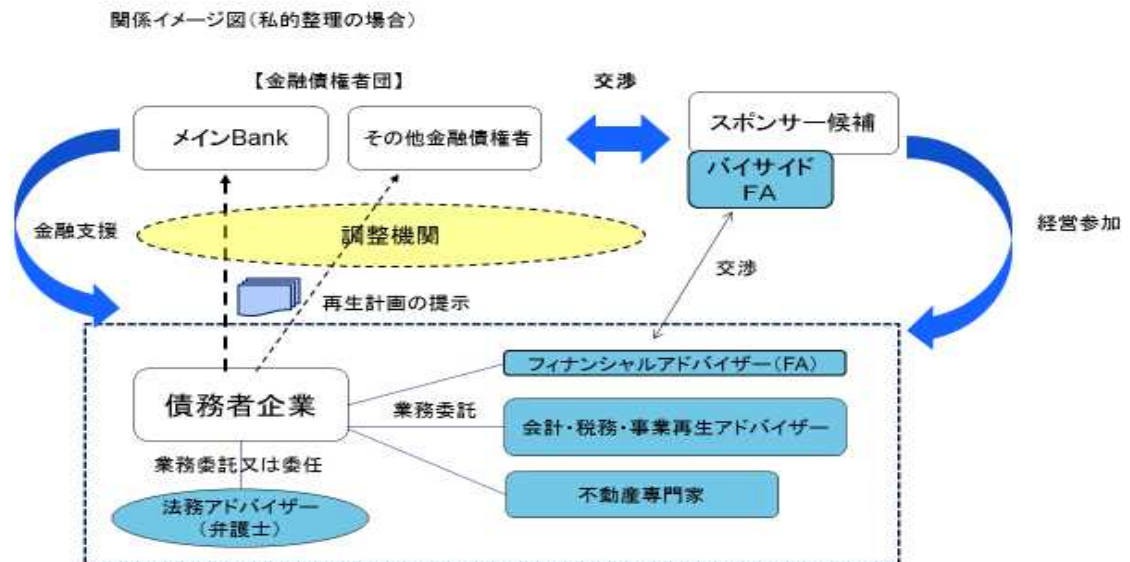 関係イメージ図（私的整理の場合）
【金融債権者団】
交渉
メインBank
その他金融債権者
スポンサー候補
バイサイド
FA
金融支援
調整機関
経営参加
交渉
再生計画の提示
フィナンシャルアドバイザー（FA）
債務者企業
業務委託
会計・税務・事業再生アドバイザー
業務委託又は委任
不動産専門家
法務アドバイザー
（弁護士）